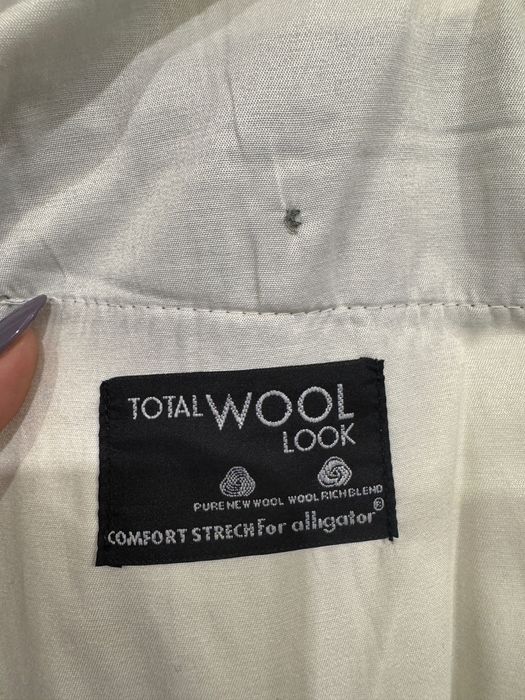 TOTAL WOOL
LOOK
PURE NEW WOOL WOOL RICH BLEND
COMFORT STRECH For alligator®